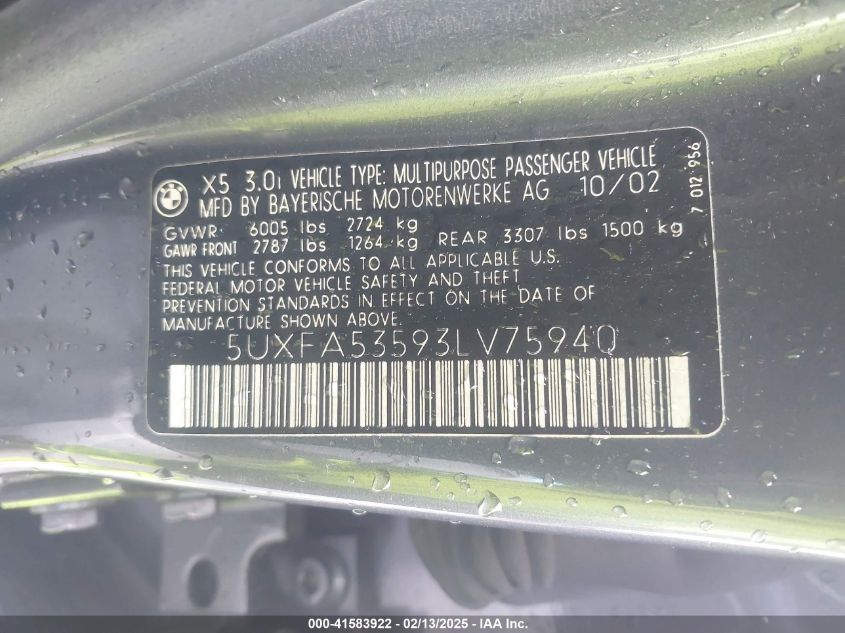 BMW
X5 3.0i VEHICLE TYPE: MULTIPURPOSE PASSENGER VEHICLE
MFD BY BAYERISCHE MOTORENWERKE AG 10/02
GVWR: 6005 lbs 2724 kg
GAWR FRONT 2787 lbs 1264 kg REAR 3307 lbs 1500 kg
THIS VEHICLE CONFORMS TO ALL APPLICABLE U.S.
FEDERAL MOTOR VEHICLE SAFETY AND THEFT
PREVENTION STANDARDS IN EFFECT ON THE DATE OF
MANUFACTURE SHOWN ABOVE.
5UXFA53593LV75940
7 012 956
000-41583922 - 02/13/2025 - IAAI.com